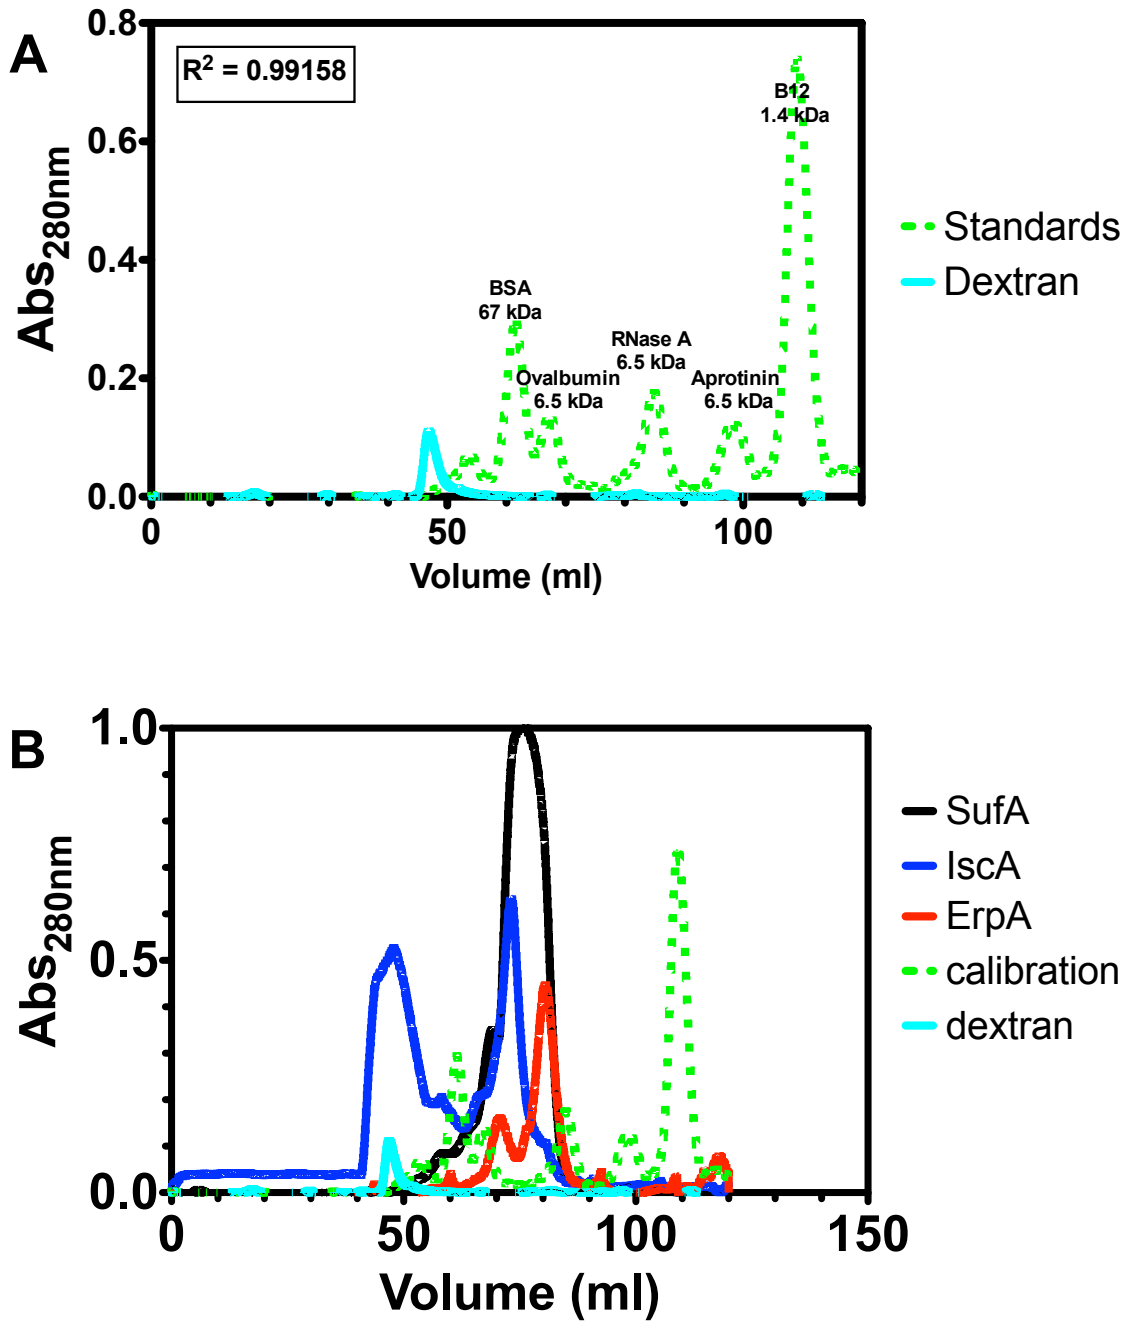 A
R² = 0.99158
0.8
0.6
0.4
0.2
0.0
Abs280nm
B12
1.4 kDa
BSA
67 kDa
RNase A
6.5 kDa
Ovalbumin
6.5 kDa
Aprotinin
6.5 kDa
0
50
100
Volume (ml)
Standards
Dextran
B
1.0
0.5
0.0
Abs280nm
0
50
100
150
Volume (ml)
SufA
IscA
ErpA
calibration
dextran